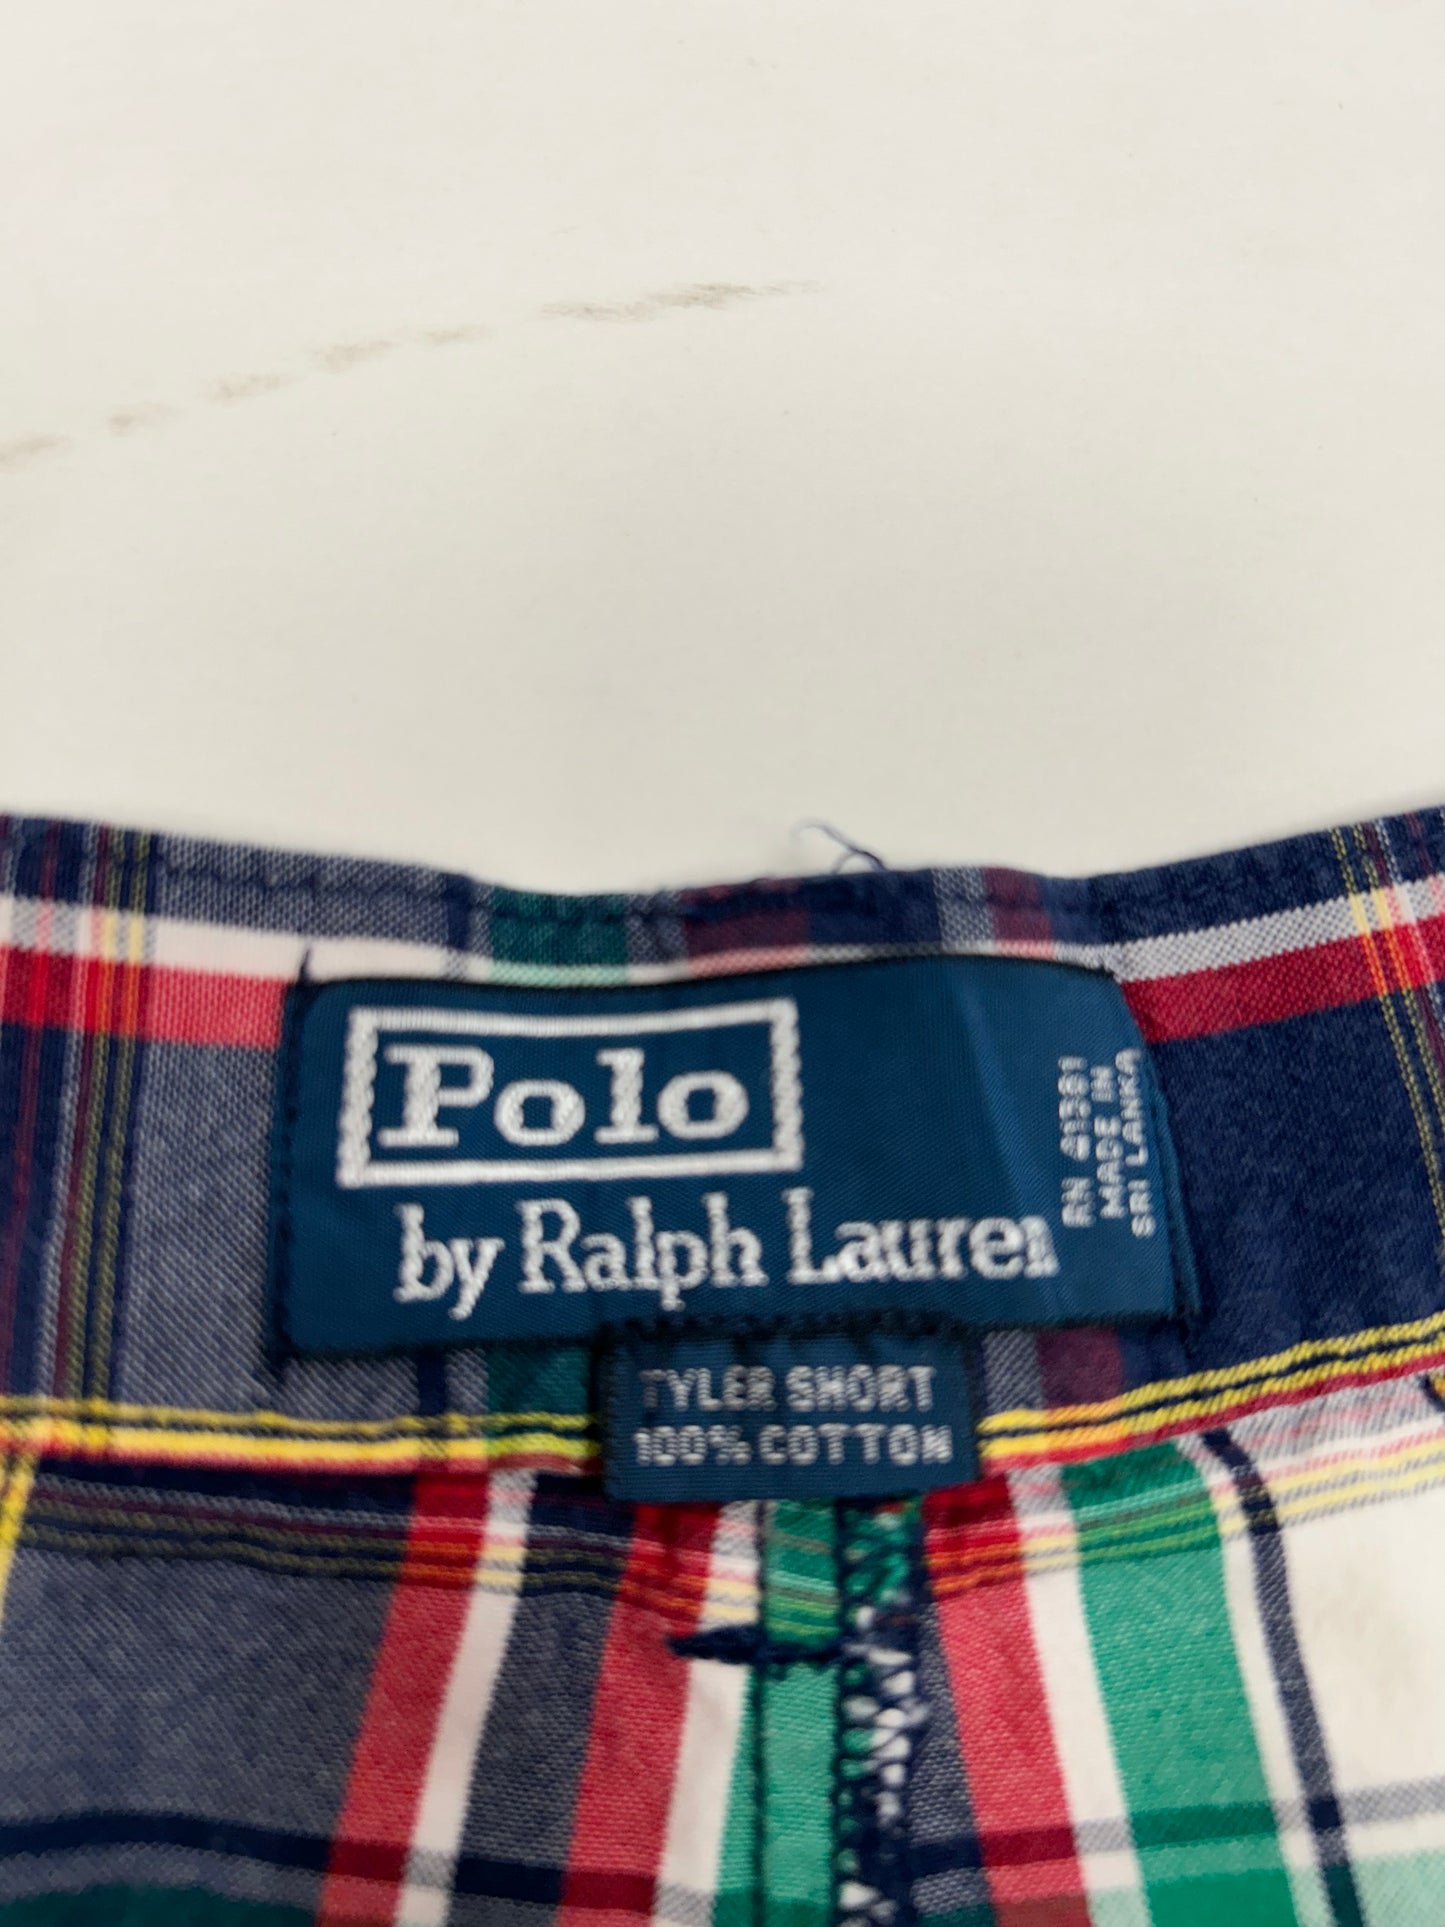 Polo
by Ralph Lauren
RN 41381
MADE IN
SRI LANKA
TYLER SHORT
100% COTTON